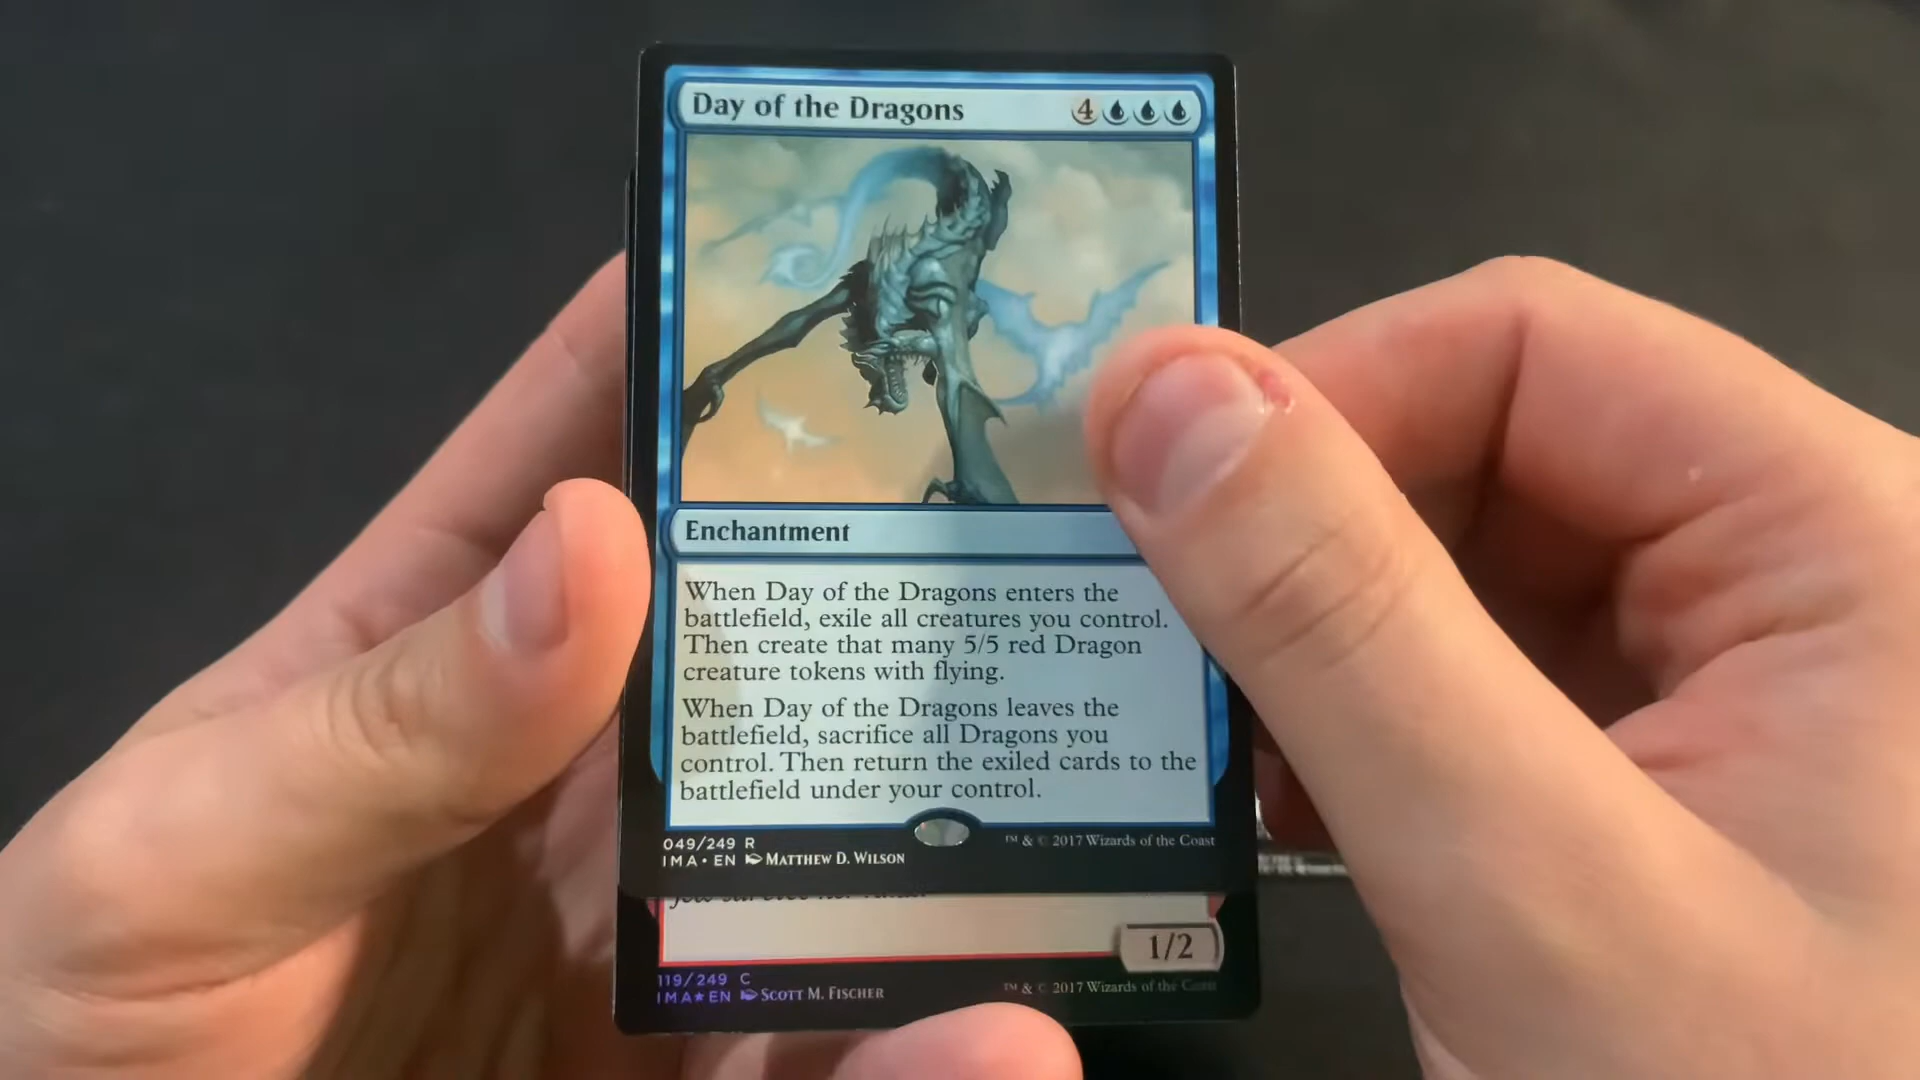 Day of the Dragons 4
Enchantment
When Day of the Dragons enters the
battlefield, exile all creatures you control.
Then create that many 5/5 red Dragon
creature tokens with flying.
When Day of the Dragons leaves the
battlefield, sacrifice all Dragons you
control. Then return the exiled cards to the
battlefield under your control.
049/249 R
IMA • EN MATTHEW D. WILSON
™ & © 2017 Wizards of the Coast
1/2
119/249 C
IMA★EN SCOTT M. FISCHER
™ & © 2017 Wizards of the Coast